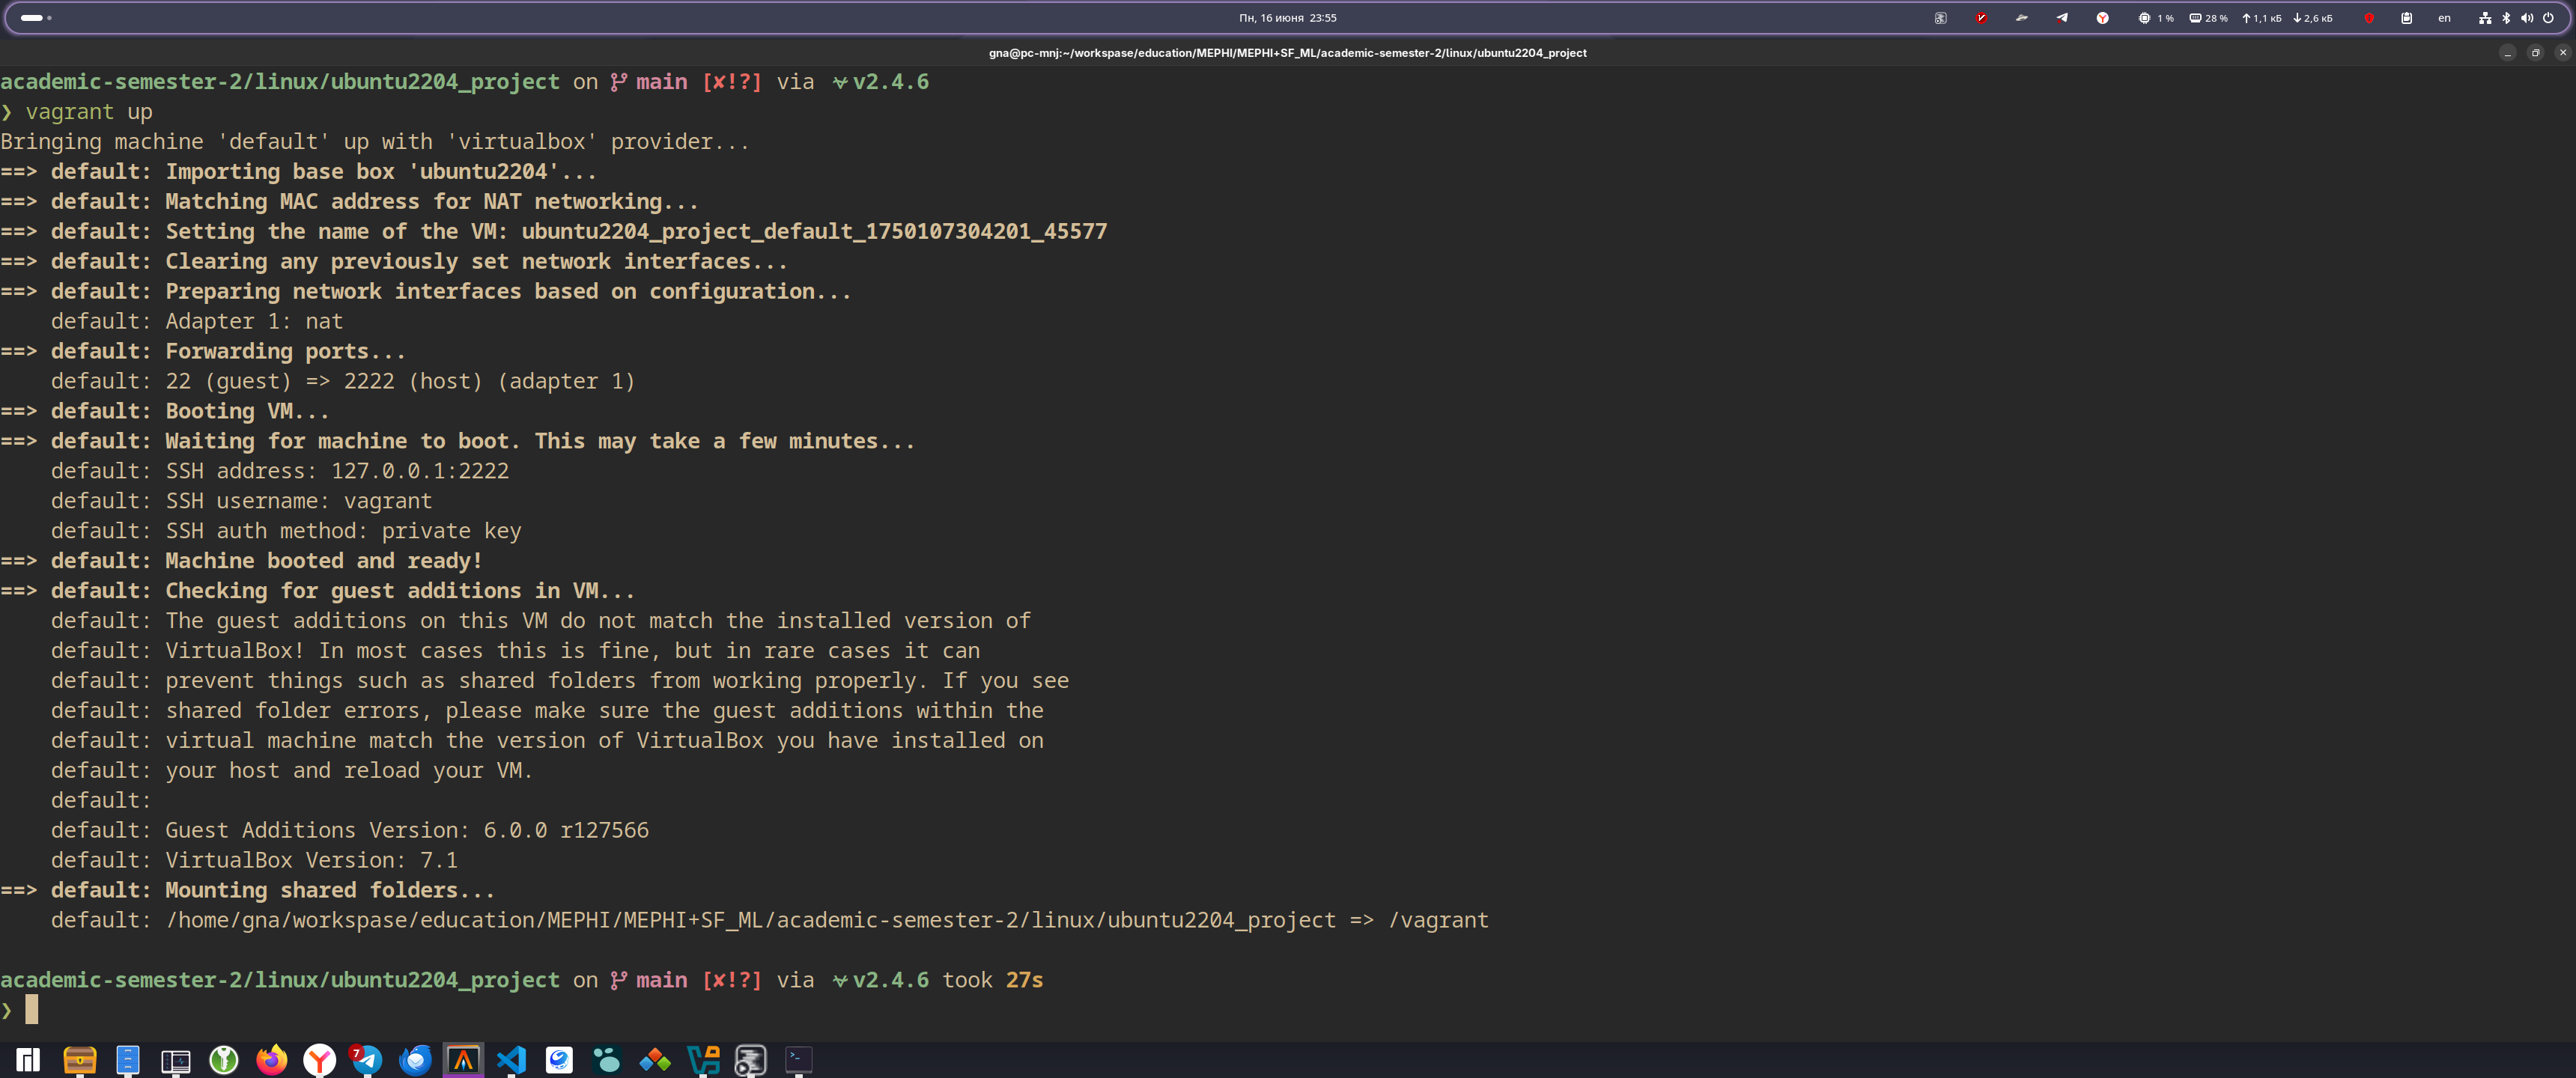 Пн, 16 июня 23:55
1 % 28 % 1,1 кБ 2,6 кБ en
gna@pc-mnj:~/workspase/education/MEPHI/MEPHI+SF_ML/academic-semester-2/linux/ubuntu2204_project
academic-semester-2/linux/ubuntu2204_project on main [✘!?] via v2.4.6
❯ vagrant up
Bringing machine 'default' up with 'virtualbox' provider...
==> default: Importing base box 'ubuntu2204'...
==> default: Matching MAC address for NAT networking...
==> default: Setting the name of the VM: ubuntu2204_project_default_1750107304201_45577
==> default: Clearing any previously set network interfaces...
==> default: Preparing network interfaces based on configuration...
default: Adapter 1: nat
==> default: Forwarding ports...
default: 22 (guest) => 2222 (host) (adapter 1)
==> default: Booting VM...
==> default: Waiting for machine to boot. This may take a few minutes...
default: SSH address: 127.0.0.1:2222
default: SSH username: vagrant
default: SSH auth method: private key
==> default: Machine booted and ready!
==> default: Checking for guest additions in VM...
default: The guest additions on this VM do not match the installed version of
default: VirtualBox! In most cases this is fine, but in rare cases it can
default: prevent things such as shared folders from working properly. If you see
default: shared folder errors, please make sure the guest additions within the
default: virtual machine match the version of VirtualBox you have installed on
default: your host and reload your VM.
default:
default: Guest Additions Version: 6.0.0 r127566
default: VirtualBox Version: 7.1
==> default: Mounting shared folders...
default: /home/gna/workspase/education/MEPHI/MEPHI+SF_ML/academic-semester-2/linux/ubuntu2204_project => /vagrant
academic-semester-2/linux/ubuntu2204_project on main [✘!?] via v2.4.6 took 27s
❯
7